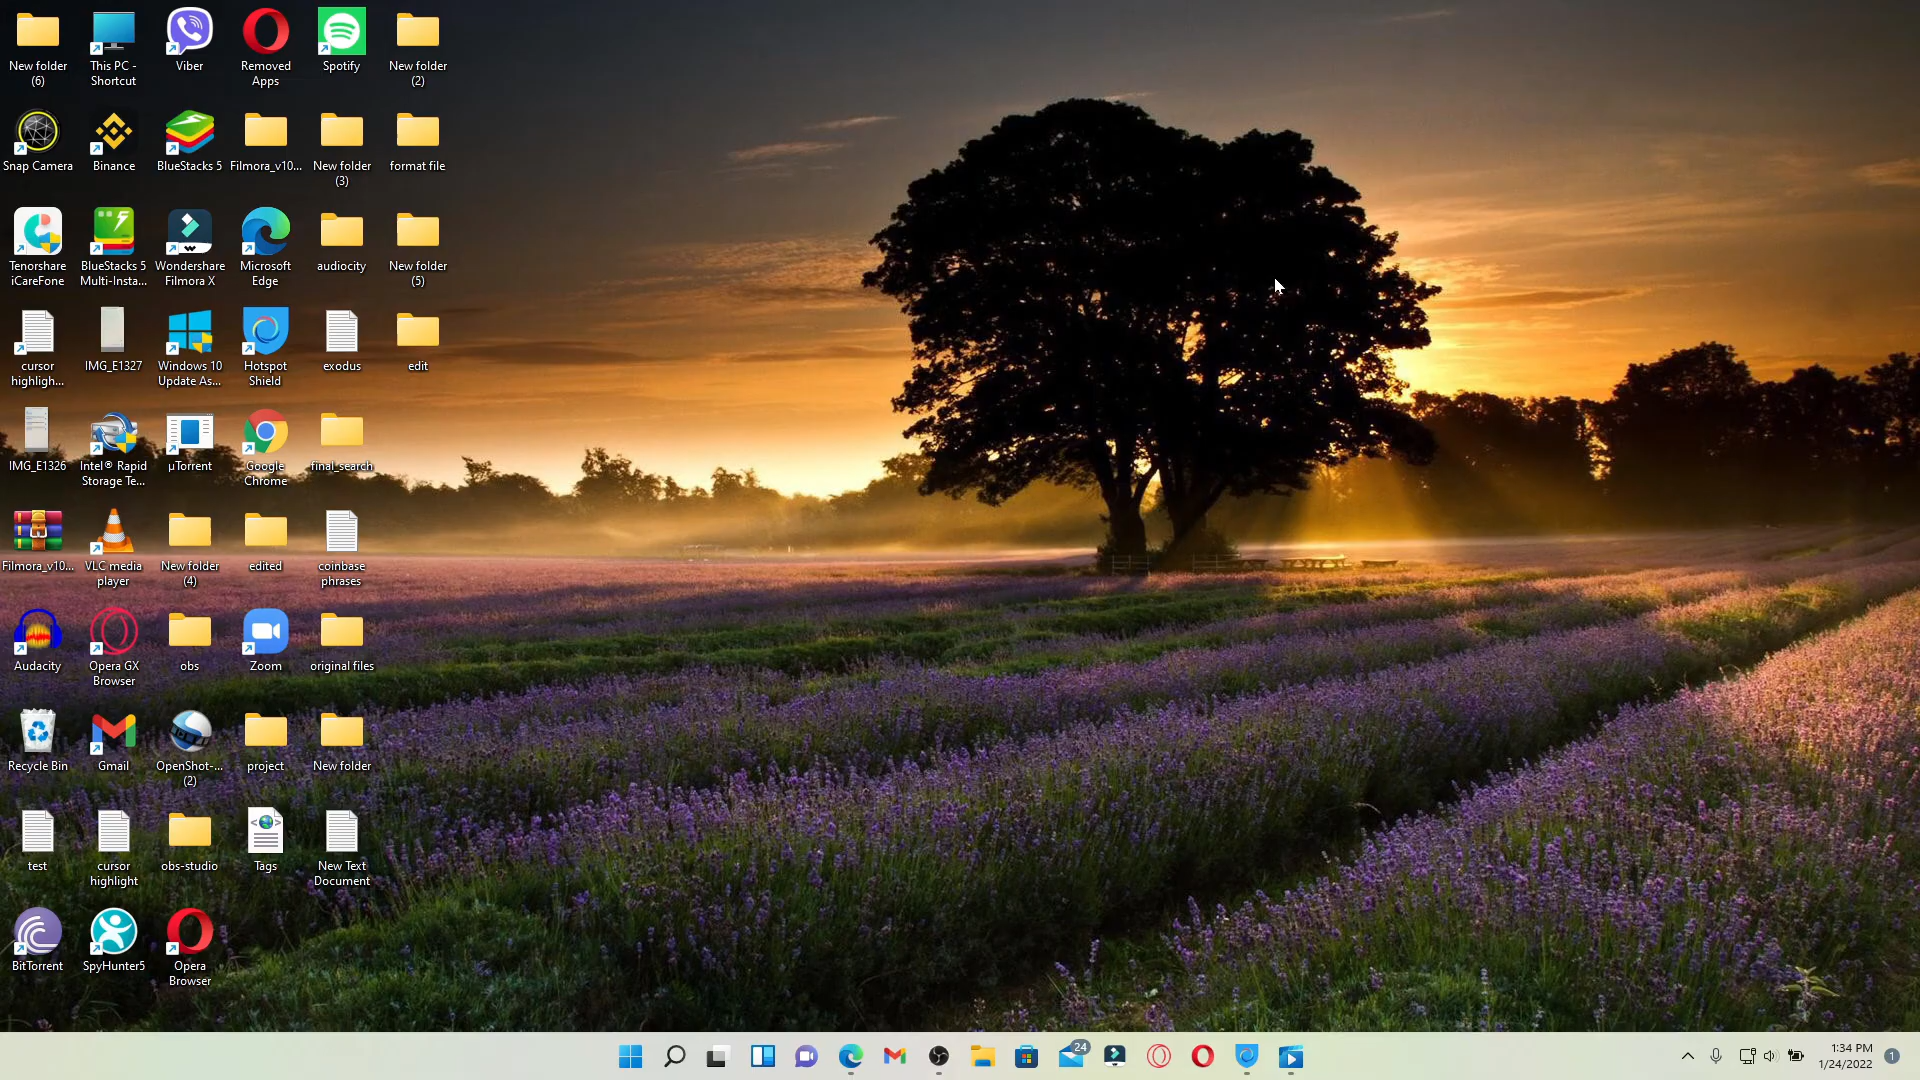 New folder
(6)
This PC -
Shortcut
Viber
Removed
Apps
Spotify
New folder
(2)
Snap Camera
Binance
BlueStacks 5
Filmora_v10...
New folder
(3)
format file
Tenorshare
iCareFone
BlueStacks 5
Multi-Insta...
Wondershare
Filmora X
Microsoft
Edge
audiocity
New folder
(5)
cursor
highligh...
IMG_E1327
Windows 10
Update As...
Hotspot
Shield
exodus
edit
IMG_E1326
Intel® Rapid
Storage Te...
µTorrent
Google
Chrome
final_search
Filmora_v10...
VLC media
player
New folder
(4)
edited
coinbase
phrases
Audacity
Opera GX
Browser
obs
Zoom
original files
Recycle Bin
Gmail
OpenShot-...
(2)
project
New folder
test
cursor
highlight
obs-studio
Tags
New Text
Document
BitTorrent
SpyHunter5
Opera
Browser
24
1:34 PM
1/24/2022
1